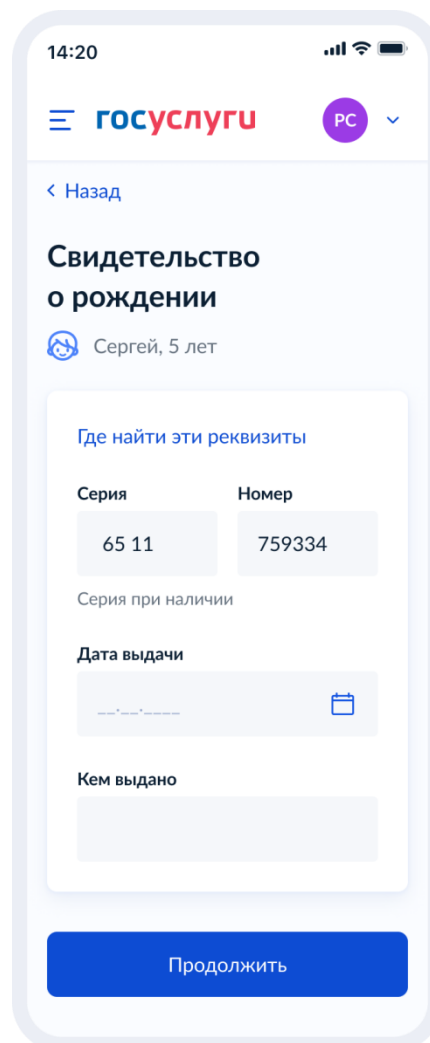 14:20
госуслуги
РС
Назад
Свидетельство
о рождении
Сергей, 5 лет
Где найти эти реквизиты
Серия Номер
65 11 759334
Серия при наличии
Дата выдачи
__.__.____
Кем выдано
Продолжить